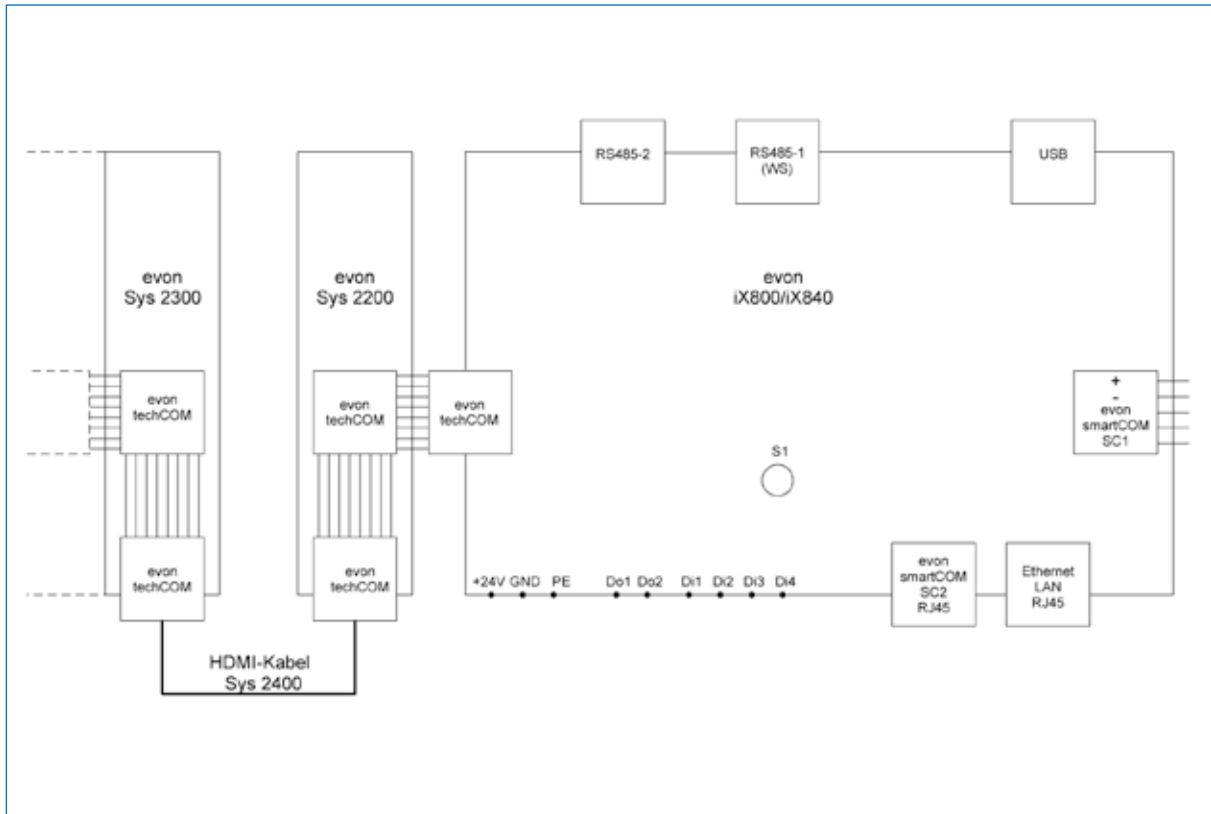 RS485-2
RS485-1
(WS)
USB
evon
Sys 2300
evon
Sys 2200
evon
iX800/iX840
evon
techCOM
evon
techCOM
evon
techCOM
+
-
evon
smartCOM
SC1
S1
evon
techCOM
evon
techCOM
+24V GND PE Do1 Do2 Di1 Di2 Di3 Di4
evon
smartCOM
SC2
RJ45
Ethernet
LAN
RJ45
HDMI-Kabel
Sys 2400